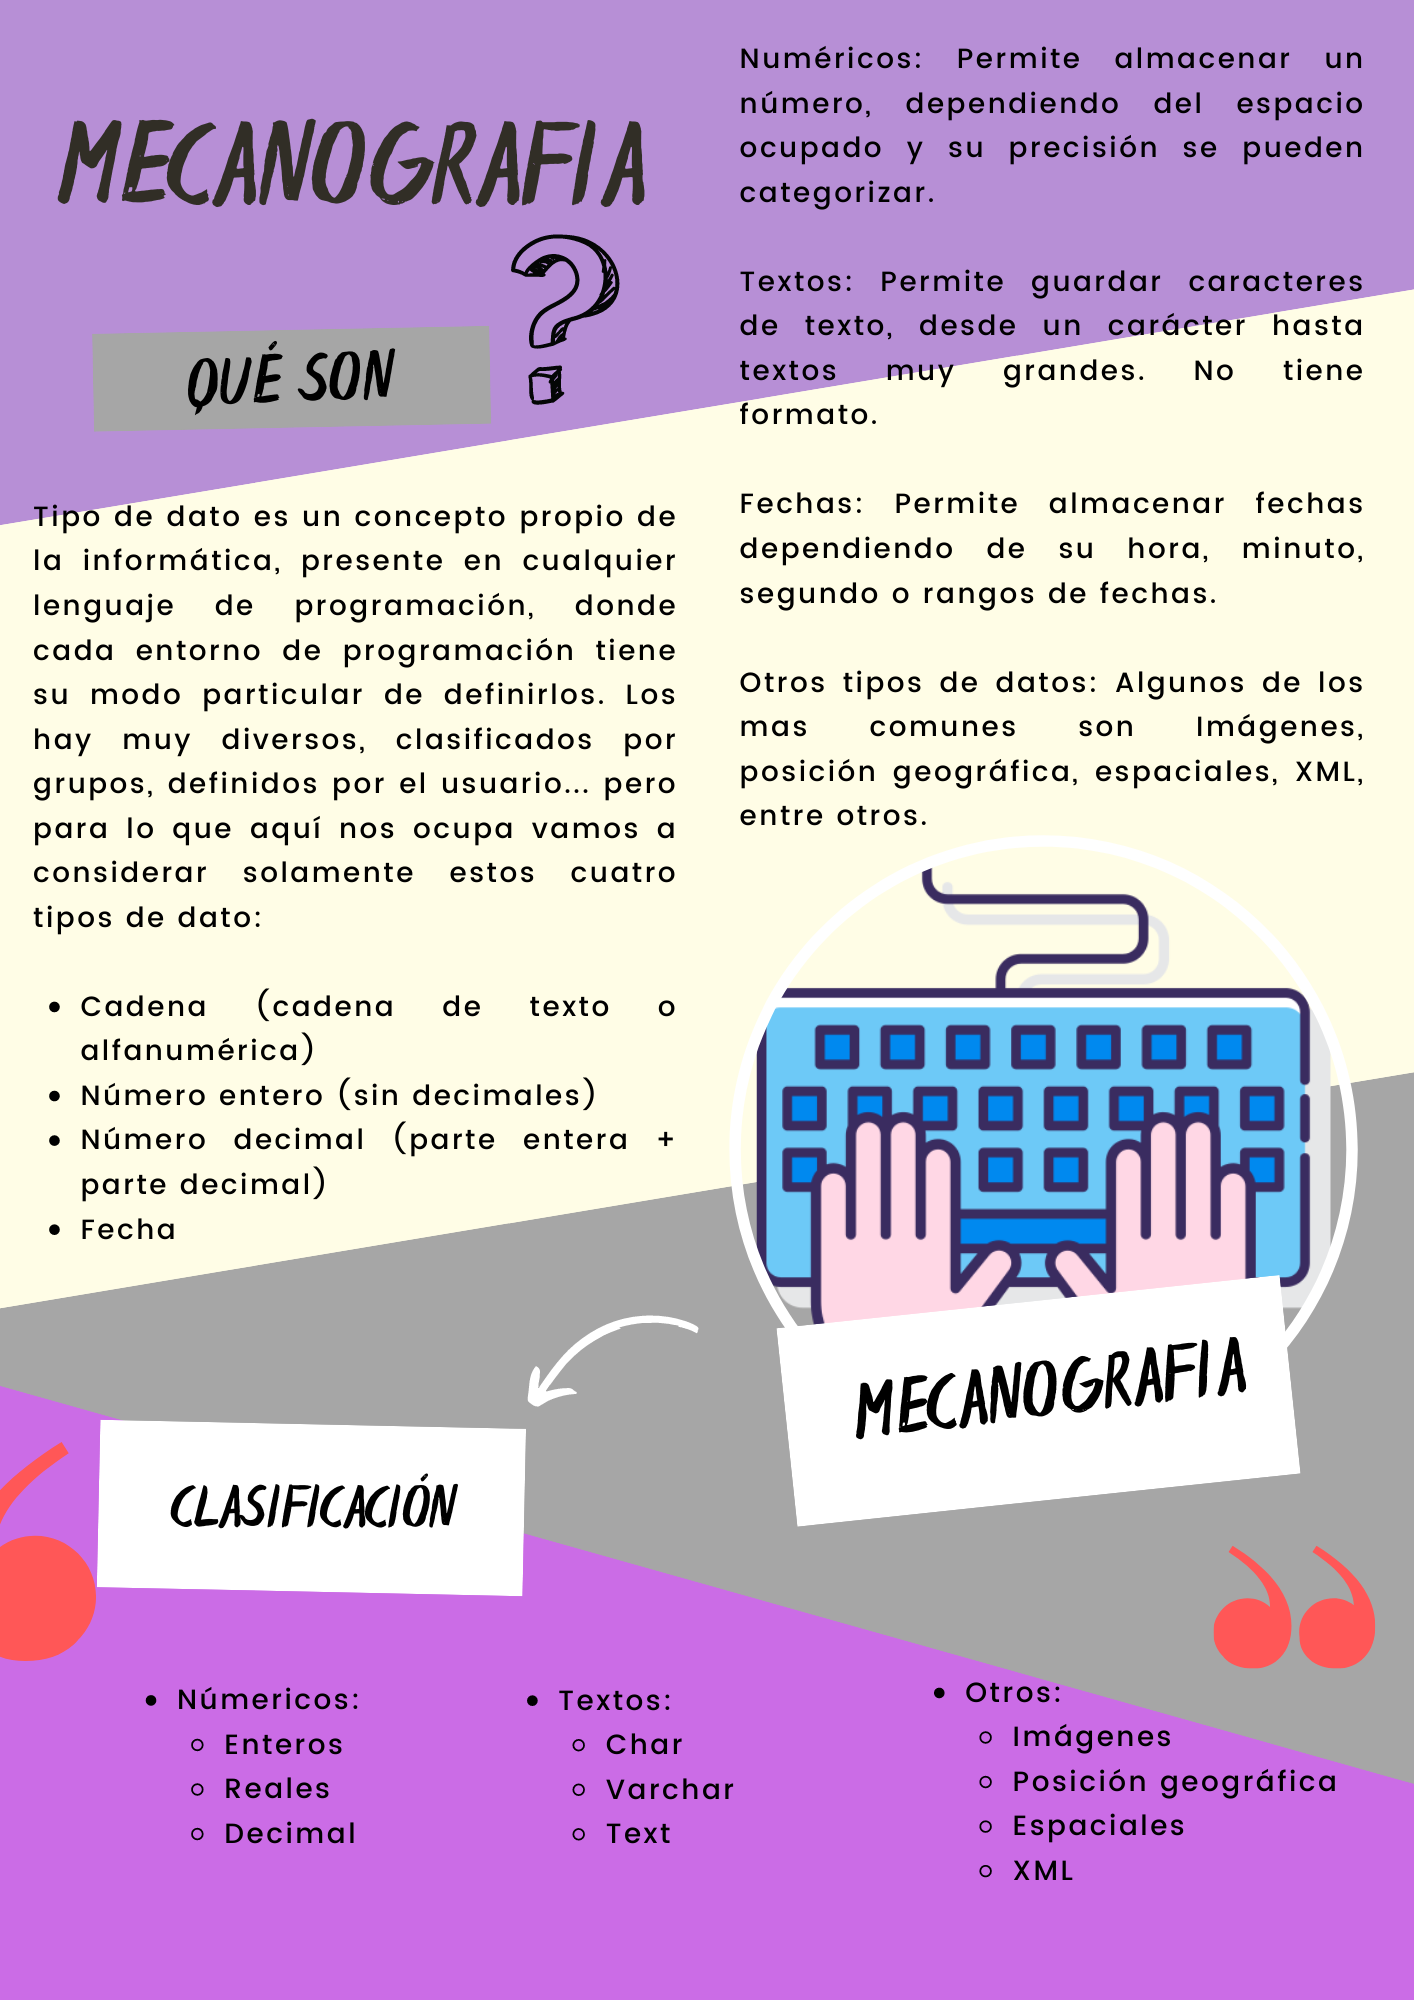 MECANOGRAFIA
QUÉ SON
?
Tipo de dato es un concepto propio de
la informática, presente en cualquier
lenguaje de programación, donde
cada entorno de programación tiene
su modo particular de definirlos. Los
hay muy diversos, clasificados por
grupos, definidos por el usuario... pero
para lo que aquí nos ocupa vamos a
considerar solamente estos cuatro
tipos de dato:
• Cadena (cadena de texto o
alfanumérica)
• Número entero (sin decimales)
• Número decimal (parte entera +
parte decimal)
• Fecha
Numéricos: Permite almacenar un
número, dependiendo del espacio
ocupado y su precisión se pueden
categorizar.
Textos: Permite guardar caracteres
de texto, desde un carácter hasta
textos muy grandes. No tiene
formato.
Fechas: Permite almacenar fechas
dependiendo de su hora, minuto,
segundo o rangos de fechas.
Otros tipos de datos: Algunos de los
mas comunes son Imágenes,
posición geográfica, espaciales, XML,
entre otros.
MECANOGRAFIA
CLASIFICACIÓN
• Númericos:
◦ Enteros
◦ Reales
◦ Decimal
• Textos:
◦ Char
◦ Varchar
◦ Text
• Otros:
◦ Imágenes
◦ Posición geográfica
◦ Espaciales
◦ XML